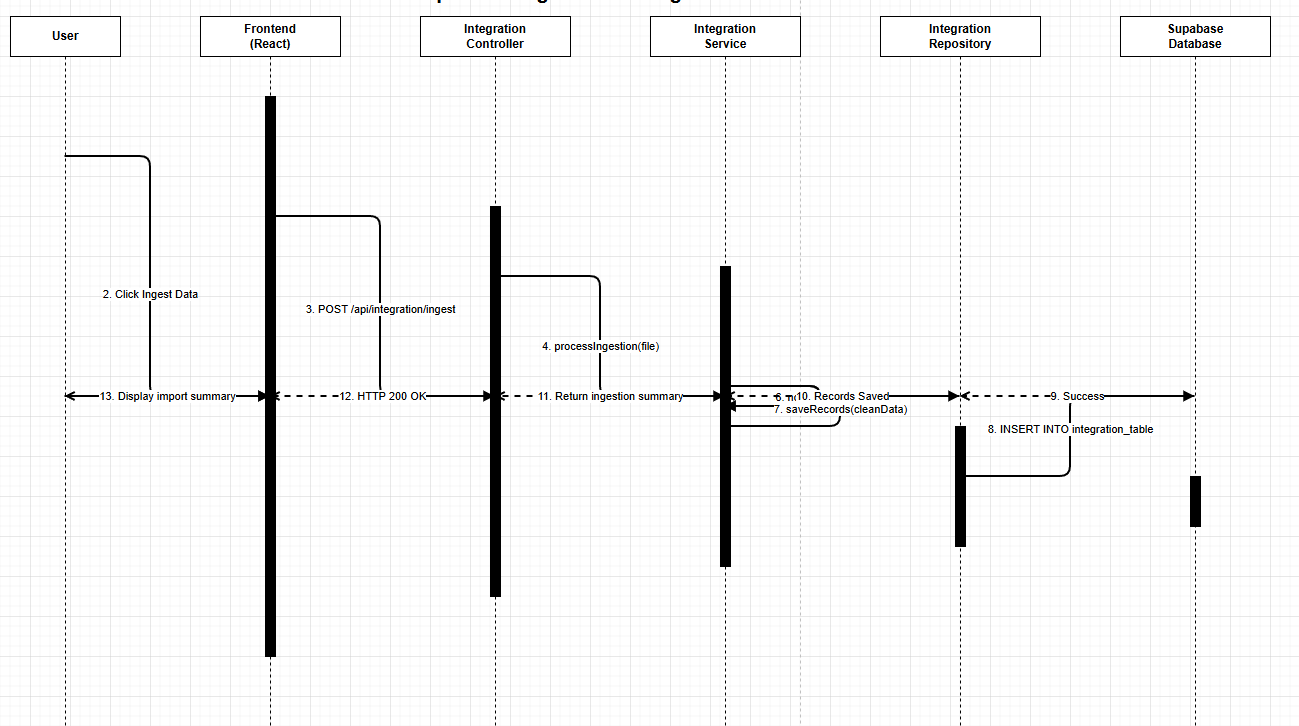 User
Frontend
(React)
Integration
Controller
Integration
Service
Integration
Repository
Supabase
Database
2. Click Ingest Data
3. POST /api/integration/ingest
4. processIngestion(file)
13. Display import summary
12. HTTP 200 OK
11. Return ingestion summary
6.
10. Records Saved
9. Success
7. saveRecords(cleanData)
8. INSERT INTO integration_table